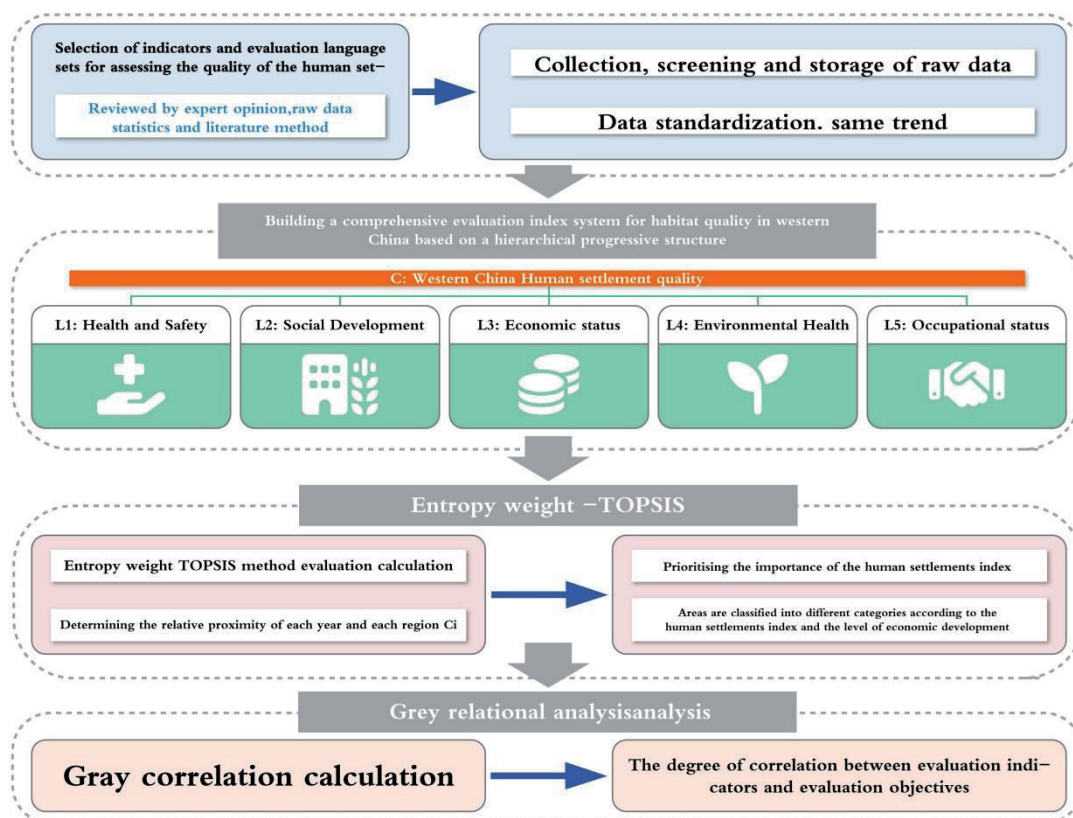 Selection of indicators and evaluation language
sets for assessing the quality of the human set-
Reviewed by expert opinion,raw data
statistics and literature method
Collection, screening and storage of raw data
Data standardization. same trend
Building a comprehensive evaluation index system for habitat quality in western
China based on a hierarchical progressive structure
C: Western China Human settlement quality
L1: Health and Safety
L2: Social Development
L3: Economic status
L4: Environmental Health
L5: Occupational status
Entropy weight -TOPSIS
Entropy weight TOPSIS method evaluation calculation
Determining the relative proximity of each year and each region Ci
Prioritising the importance of the human settlements index
Areas are classified into different categories according to the
human settlements index and the level of economic development
Grey relational analysisanalysis
Gray correlation calculation
The degree of correlation between evaluation indi-
cators and evaluation objectives